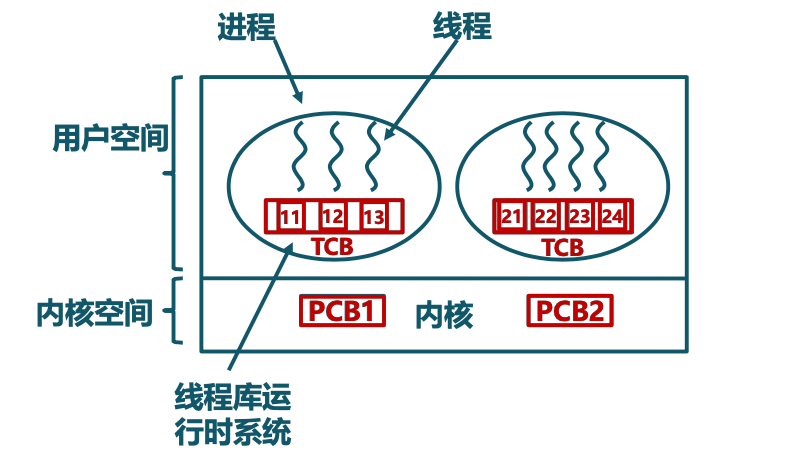 进程
线程
用户空间
11 12 13
21 22 23 24
TCB
TCB
内核空间
PCB1
内核
PCB2
线程库运
行时系统